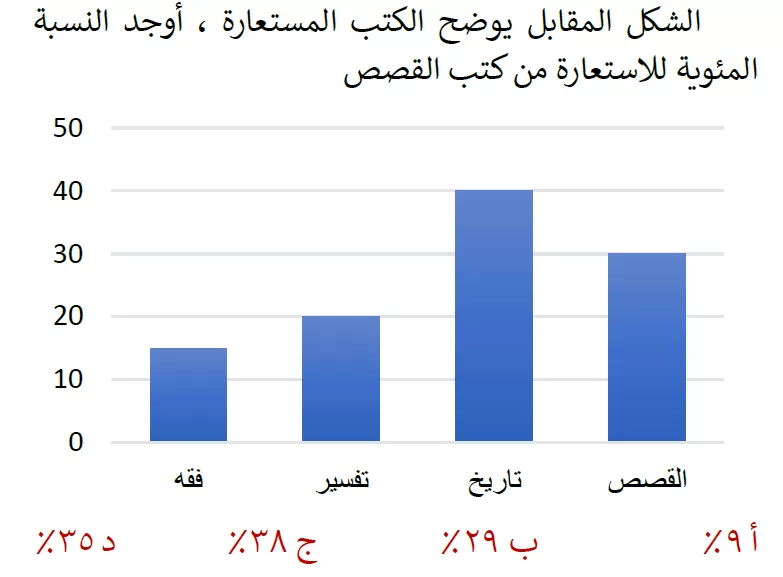 الشكل المقابل يوضح الكتب المستعارة ، أوجد النسبة
المئوية للاستعارة من كتب القصص
50
40
30
20
10
0
القصص
تاريخ
تفسير
فقه
أ ٩٪
ب ٢٩٪
ج ٣٨٪
د ٣٥٪